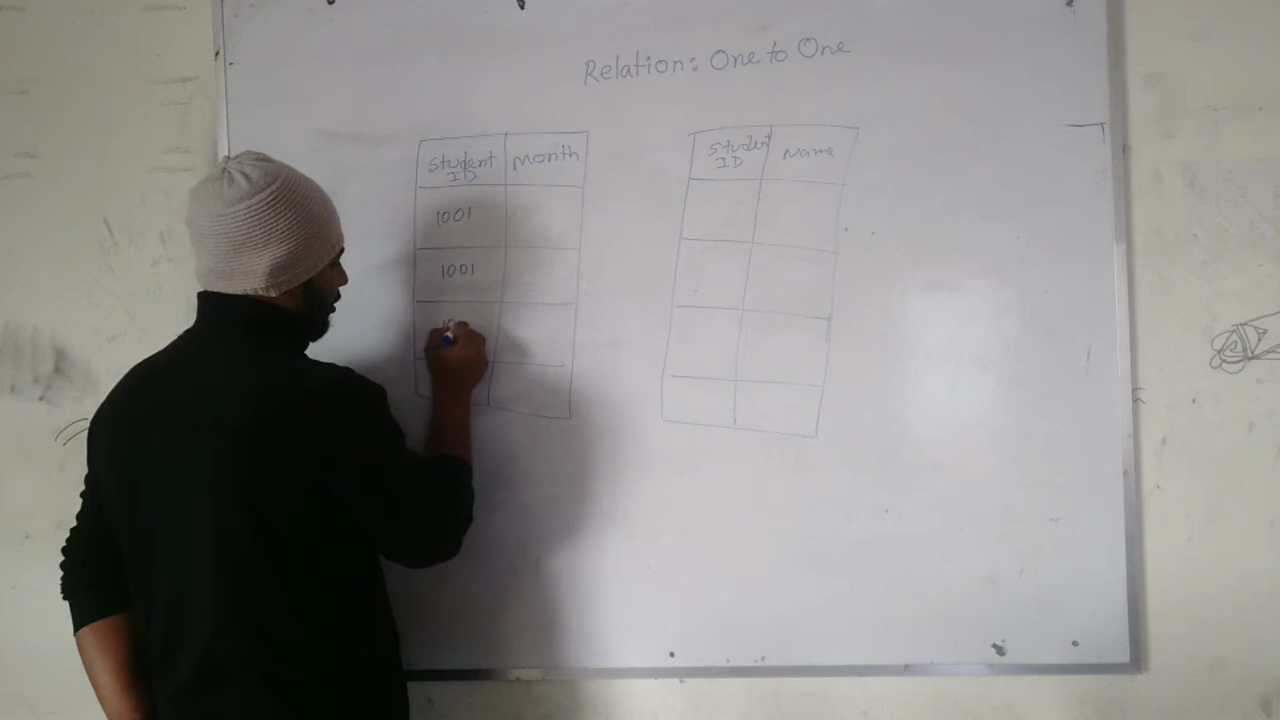 Relation: One to One
Student ID
Month
1001
1001
Student ID
Name